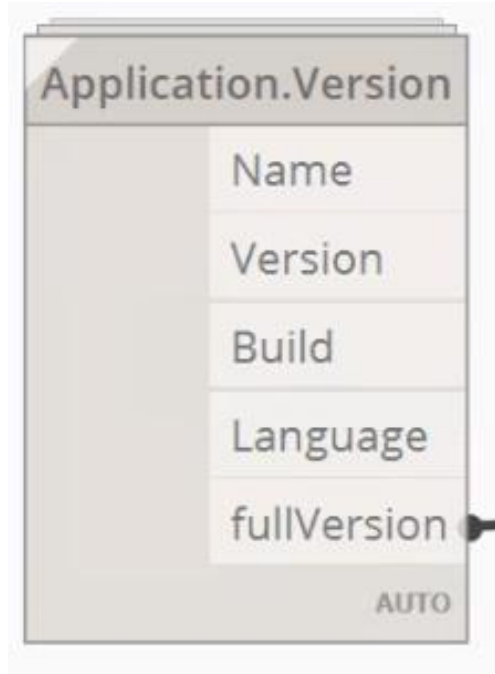 Application.Version
Name
Version
Build
Language
fullVersion
AUTO